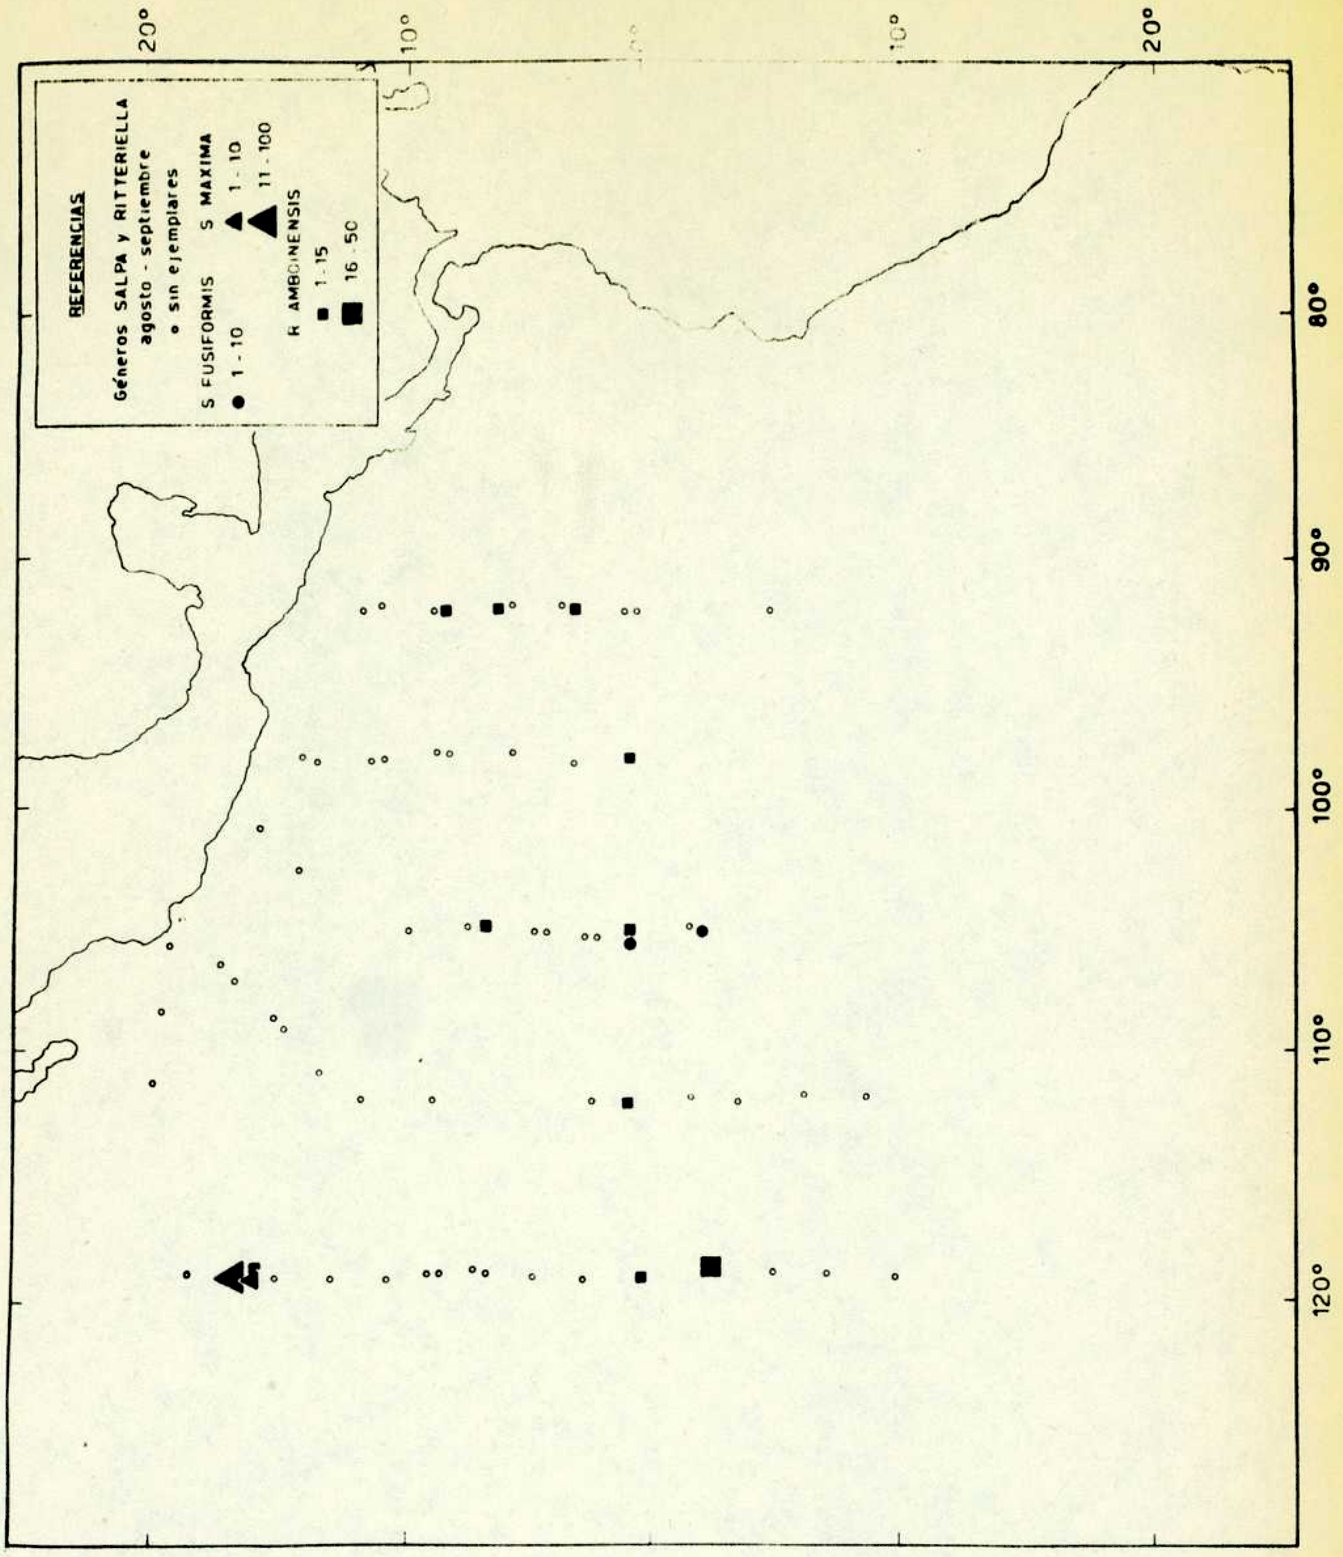 REFERENCIAS
Géneros SALPA y RITTERIELLA
agosto - septiembre
sin ejemplares
S FUSIFORMIS S MAXIMA
1 - 10 1 - 10
11 - 100
R AMBOINENSIS
1 - 15
16 - 50
20°
10°
0°
10°
20°
120°
110°
100°
90°
80°